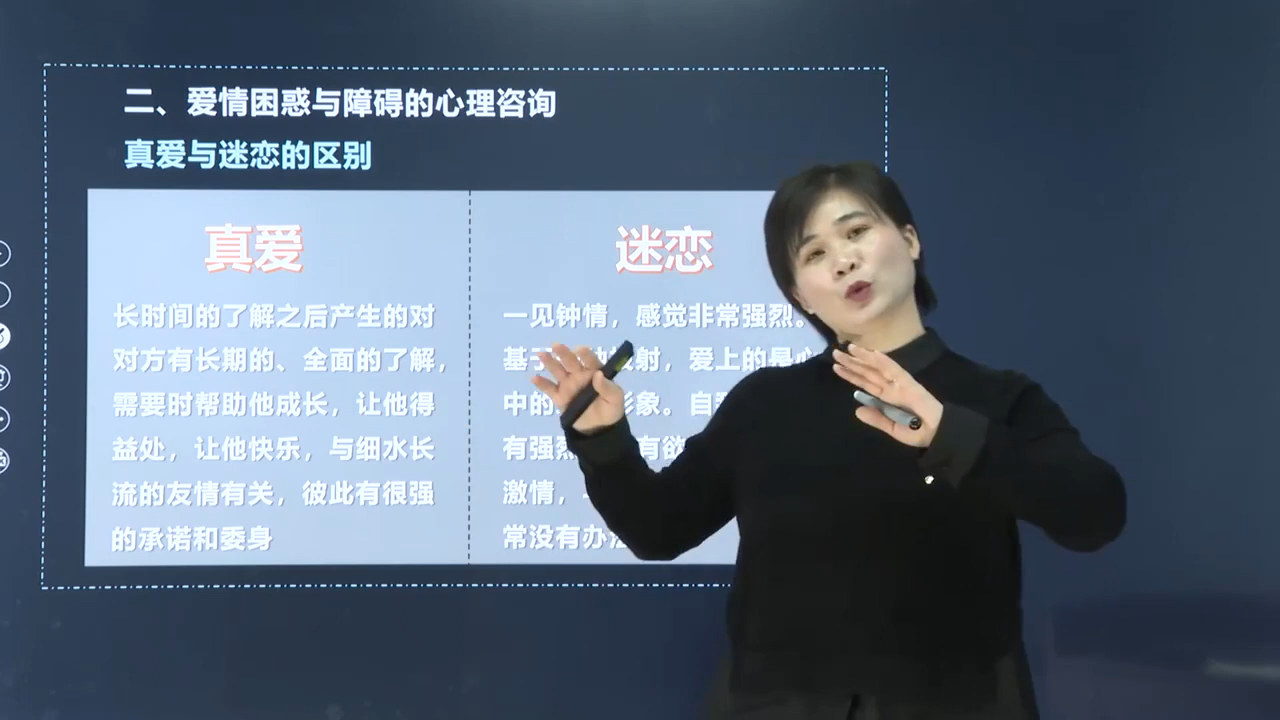 二、爱情困惑与障碍的心理咨询
真爱与迷恋的区别
真爱
长时间的了解之后产生的对
对方有长期的、全面的了解，
需要时帮助他成长，让他得
益处，让他快乐，与细水长
流的友情有关，彼此有很强
的承诺和委身
迷恋
一见钟情，感觉非常强烈。
基于 投射，爱上的是心
中的 形象。自
有强烈 有欲
激情，
常没有办法